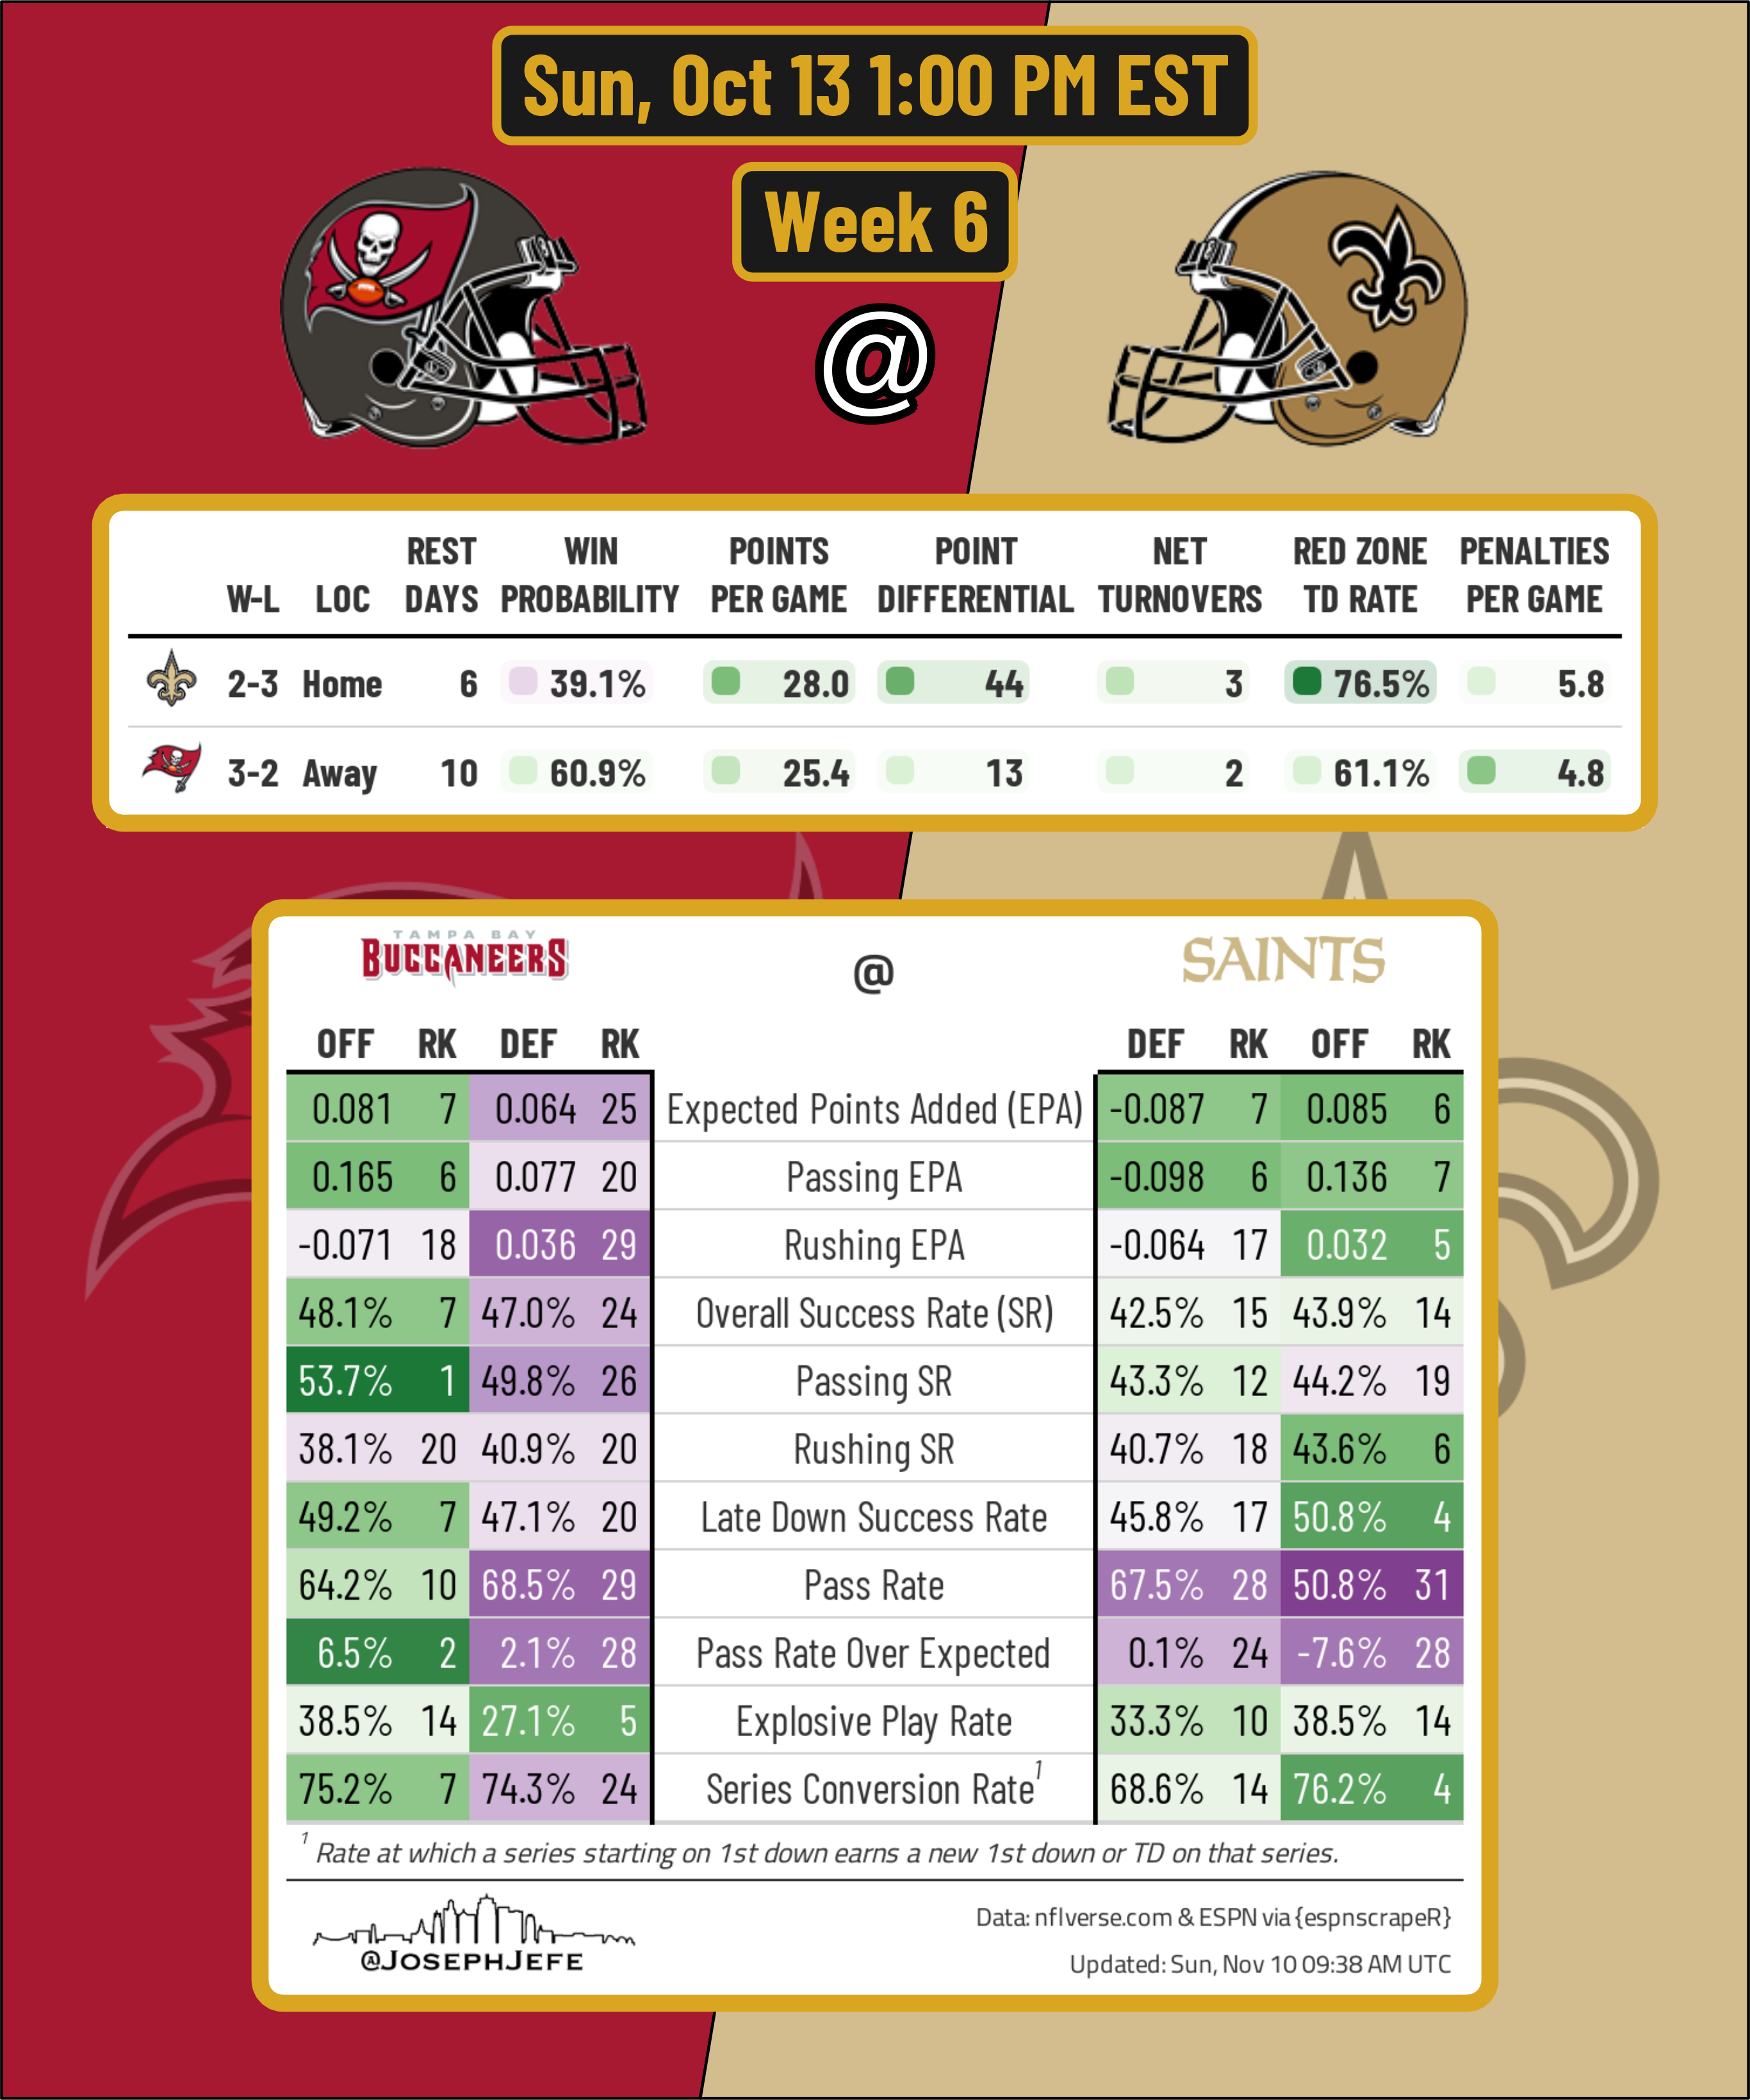 Sun, Oct 13 1:00 PM EST
Week 6
@
W-L LOC REST DAYS WIN PROBABILITY POINTS PER GAME POINT DIFFERENTIAL NET TURNOVERS RED ZONE TD RATE PENALTIES PER GAME
2-3 Home 6 39.1% 28.0 44 3 76.5% 5.8
3-2 Away 10 60.9% 25.4 13 2 61.1% 4.8
TAMPA BAY
BUCCANEERS @ SAINTS
OFF RK DEF RK DEF RK OFF RK
0.081 7 0.064 25 Expected Points Added (EPA) -0.087 7 0.085 6
0.165 6 0.077 20 Passing EPA -0.098 6 0.136 7
-0.071 18 0.036 29 Rushing EPA -0.064 17 0.032 5
48.1% 7 47.0% 24 Overall Success Rate (SR) 42.5% 15 43.9% 14
53.7% 1 49.8% 26 Passing SR 43.3% 12 44.2% 19
38.1% 20 40.9% 20 Rushing SR 40.7% 18 43.6% 6
49.2% 7 47.1% 20 Late Down Success Rate 45.8% 17 50.8% 4
64.2% 10 68.5% 29 Pass Rate 67.5% 28 50.8% 31
6.5% 2 2.1% 28 Pass Rate Over Expected 0.1% 24 -7.6% 28
38.5% 14 27.1% 5 Explosive Play Rate 33.3% 10 38.5% 14
75.2% 7 74.3% 24 Series Conversion Rate1 68.6% 14 76.2% 4
1 Rate at which a series starting on 1st down earns a new 1st down or TD on that series.
@JOSEPHJEFE
Data: nflverse.com & ESPN via {espnscrapeR}
Updated: Sun, Nov 10 09:38 AM UTC